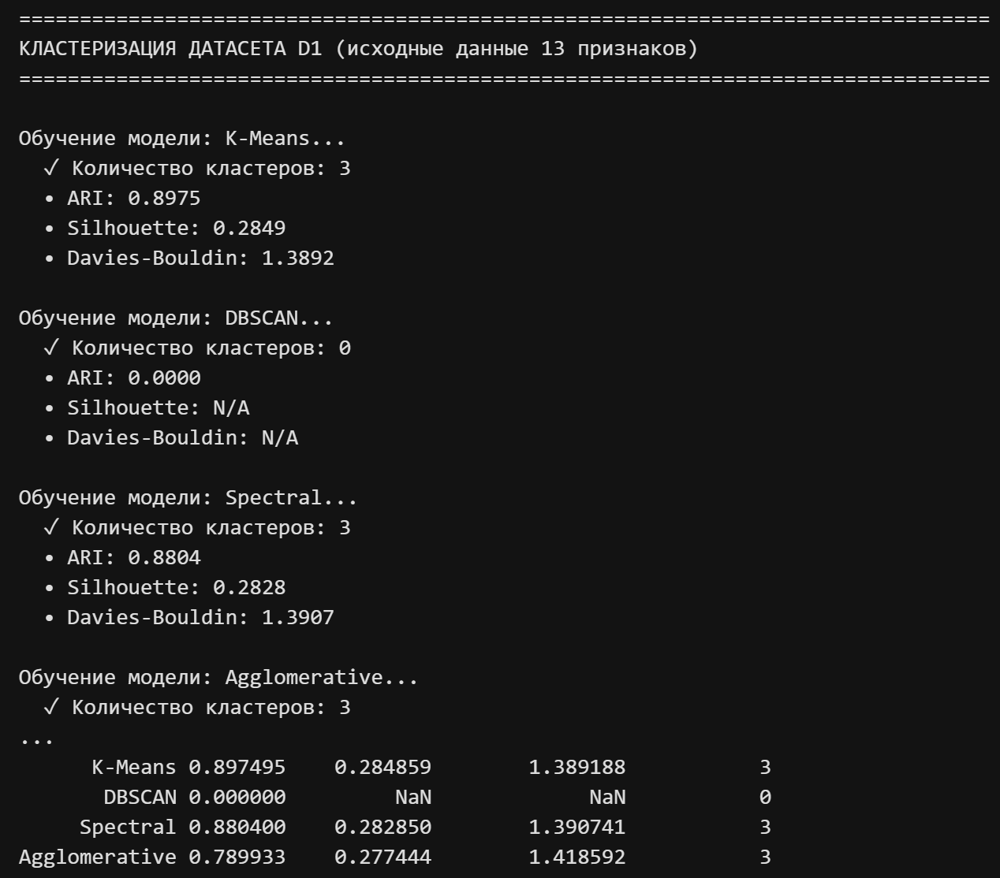 ================================================================================
КЛАСТЕРИЗАЦИЯ ДАТАСЕТА D1 (исходные данные 13 признаков)
================================================================================
Обучение модели: K-Means...
✓ Количество кластеров: 3
• ARI: 0.8975
• Silhouette: 0.2849
• Davies-Bouldin: 1.3892
Обучение модели: DBSCAN...
✓ Количество кластеров: 0
• ARI: 0.0000
• Silhouette: N/A
• Davies-Bouldin: N/A
Обучение модели: Spectral...
✓ Количество кластеров: 3
• ARI: 0.8804
• Silhouette: 0.2828
• Davies-Bouldin: 1.3907
Обучение модели: Agglomerative...
✓ Количество кластеров: 3
...
K-Means 0.897495 0.284859 1.389188 3
DBSCAN 0.000000 NaN NaN 0
Spectral 0.880400 0.282850 1.390741 3
Agglomerative 0.789933 0.277444 1.418592 3